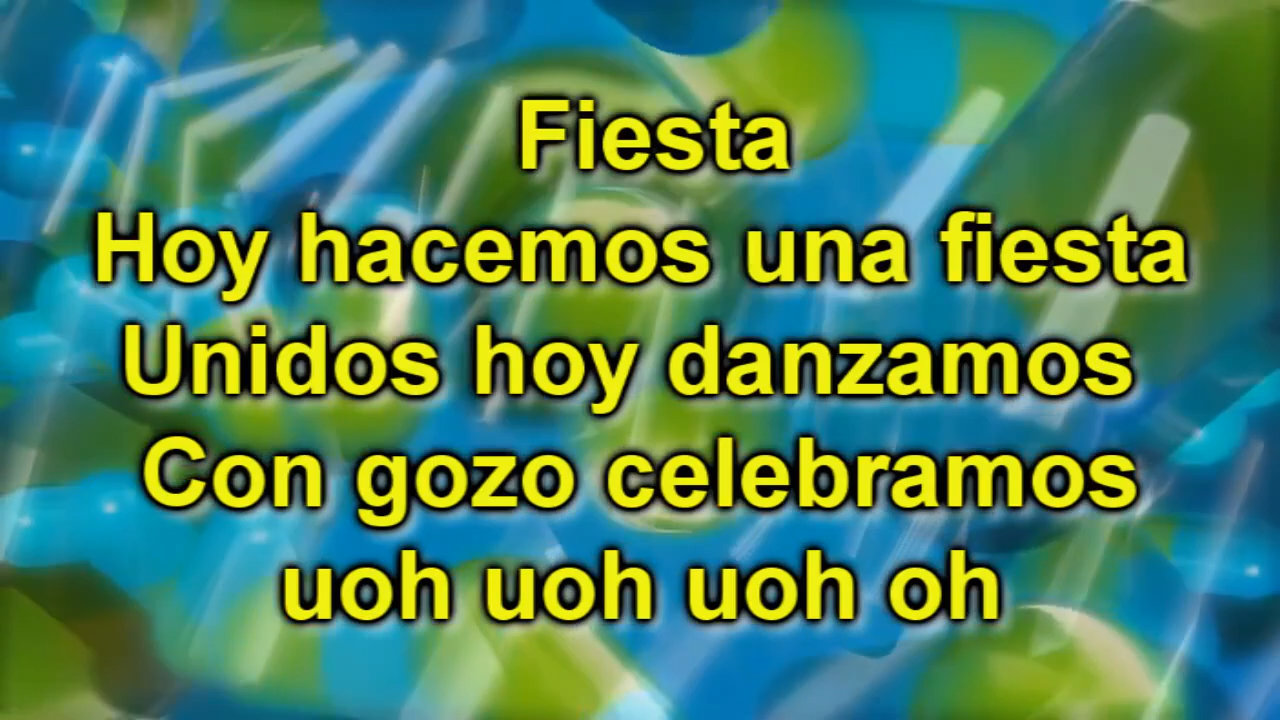 Fiesta
Hoy hacemos una fiesta
Unidos hoy danzamos
Con gozo celebramos
uoh uoh uoh oh